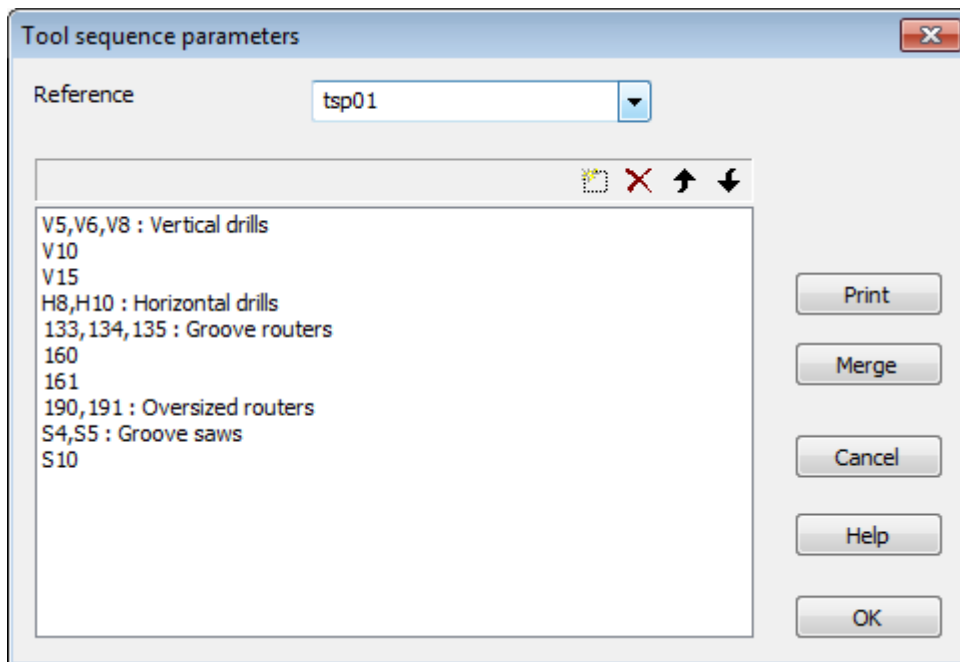 Tool sequence parameters
Reference
tsp01
V5,V6,V8 : Vertical drills
V10
V15
H8,H10 : Horizontal drills
133,134,135 : Groove routers
160
161
190,191 : Oversized routers
S4,S5 : Groove saws
S10
Print
Merge
Cancel
Help
OK